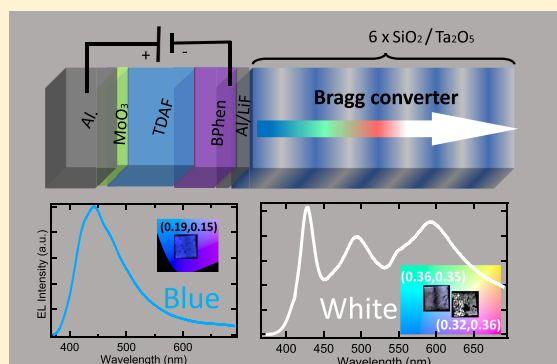 + -
6 x SiO₂ / Ta₂O₅
Al.
MoO₃
TDAF
BPhen
Al/LiF
Bragg converter
EL Intensity (a.u.)
(0.19,0.15)
Blue
400 500 600
Wavelength (nm)
(0.36,0.35)
White
(0.32,0.36)
400 450 500 550 600 650
Wavelength (nm)